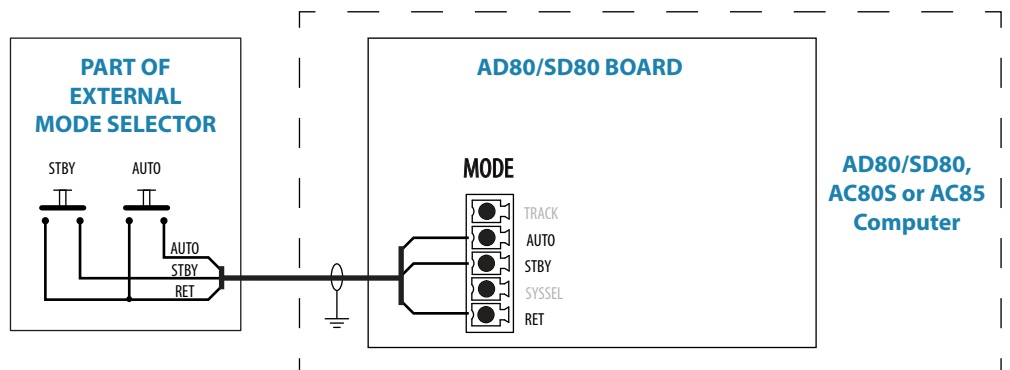 PART OF
EXTERNAL
MODE SELECTOR
STBY
AUTO
AUTO
STBY
RET
AD80/SD80 BOARD
MODE
TRACK
AUTO
STBY
SYSSEL
RET
AD80/SD80,
AC80S or AC85
Computer